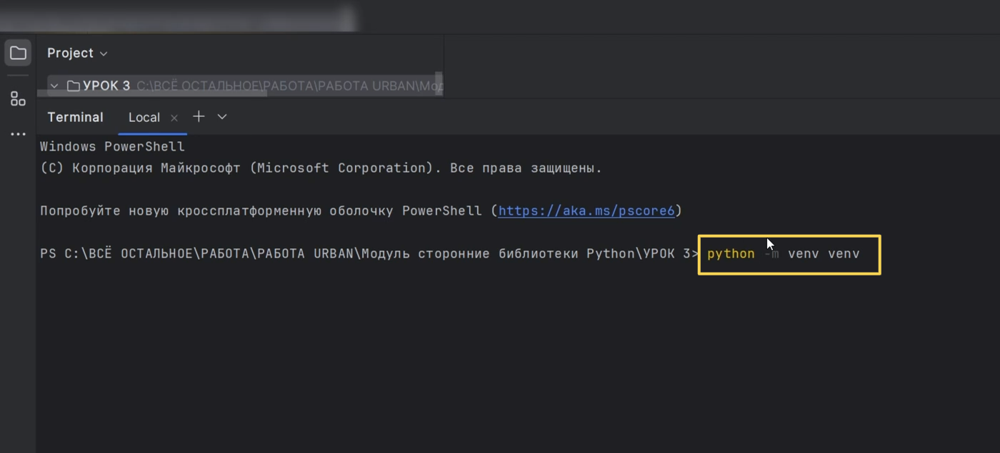 Project
УРОК 3 C:\ВСЁ ОСТАЛЬНОЕ\РАБОТА\РАБОТА URBAN\Мод
Terminal Local
Windows PowerShell
(C) Корпорация Майкрософт (Microsoft Corporation). Все права защищены.
Попробуйте новую кроссплатформенную оболочку PowerShell (https://aka.ms/pscore6)
PS C:\ВСЁ ОСТАЛЬНОЕ\РАБОТА\РАБОТА URBAN\Модуль сторонние библиотеки Python\УРОК 3> python -m venv venv